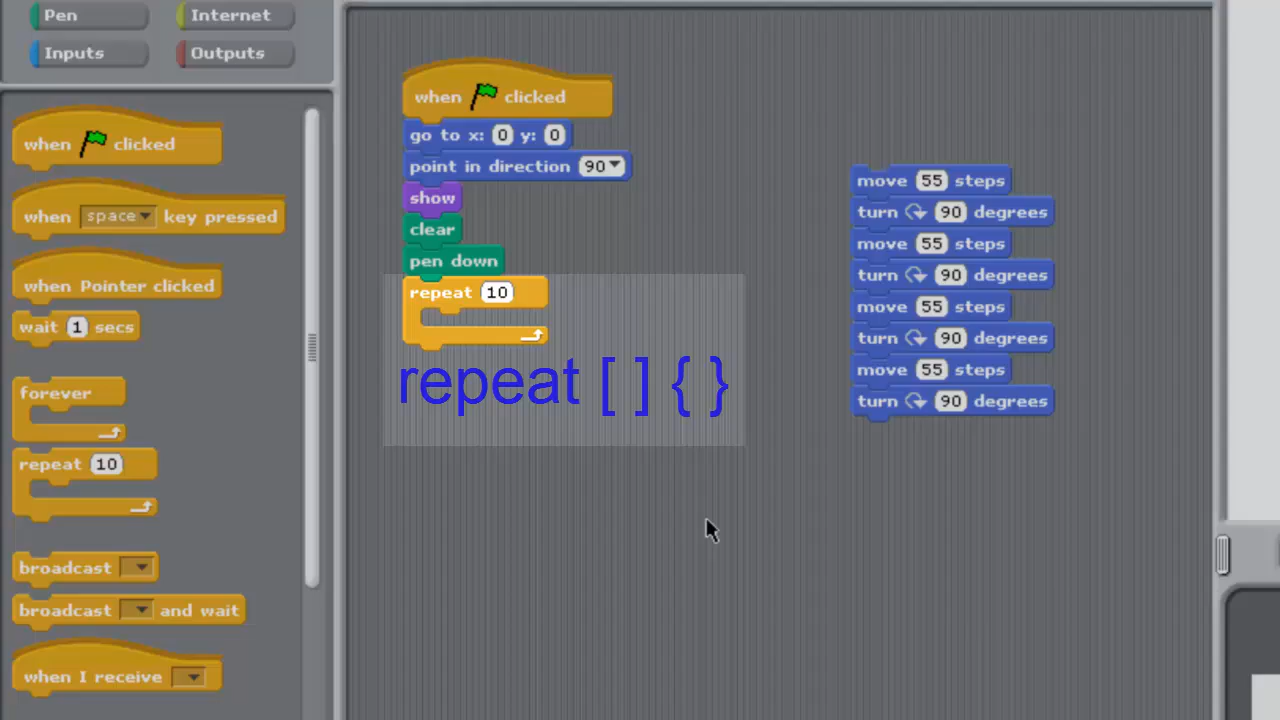 Pen
Internet
Inputs
Outputs
when clicked
when space key pressed
when Pointer clicked
wait 1 secs
forever
repeat 10
broadcast
broadcast and wait
when I receive
when clicked
go to x: 0 y: 0
point in direction 90
show
clear
pen down
repeat 10
repeat [ ] { }
move 55 steps
turn 90 degrees
move 55 steps
turn 90 degrees
move 55 steps
turn 90 degrees
move 55 steps
turn 90 degrees